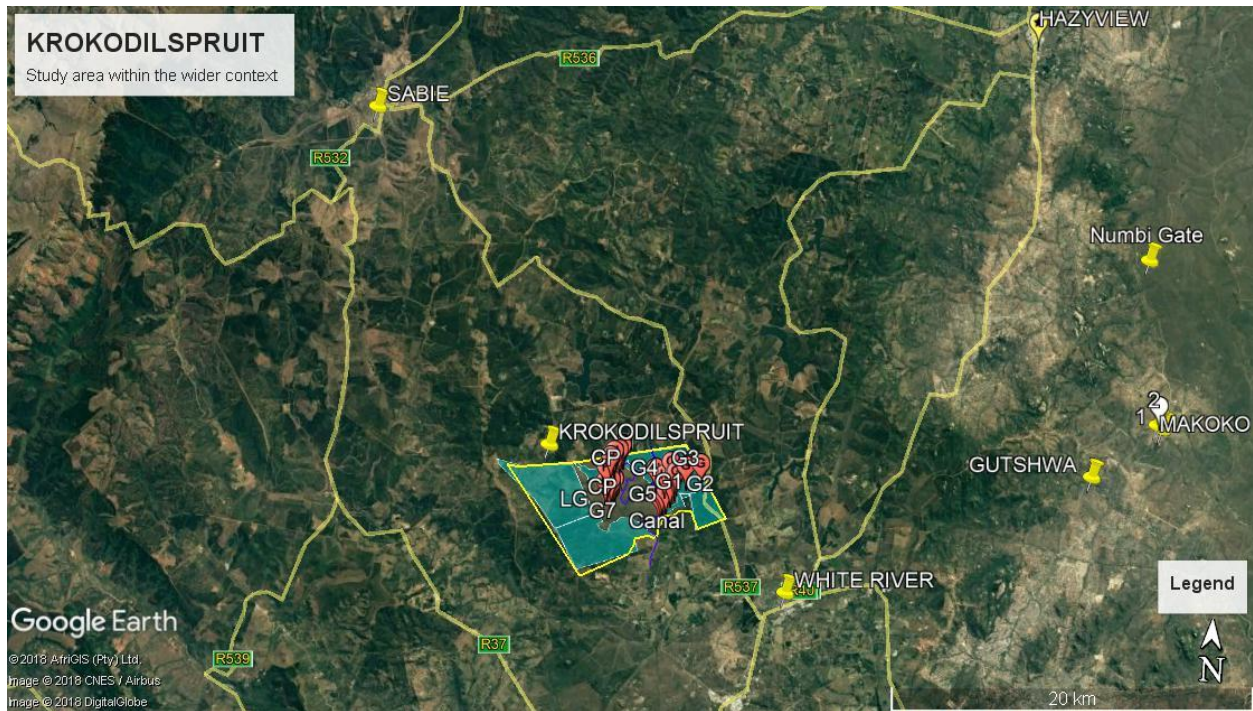 KROKODILSPRUIT
Study area within the wider context
HAZYVIEW
R536
SABIE
R532
Numbi Gate
2
1
MAKOKO
KROKODILSPRUIT
GUTSHWA
CP
G4
G3
CP
G1
G2
LG
G5
G7
Canal
WHITE RIVER
R537
R40
Legend
Google Earth
R37
R539
N
© 2018 AfriGIS (Pty) Ltd.
Image © 2018 CNES / Airbus
Image © 2018 DigitalGlobe
20 km